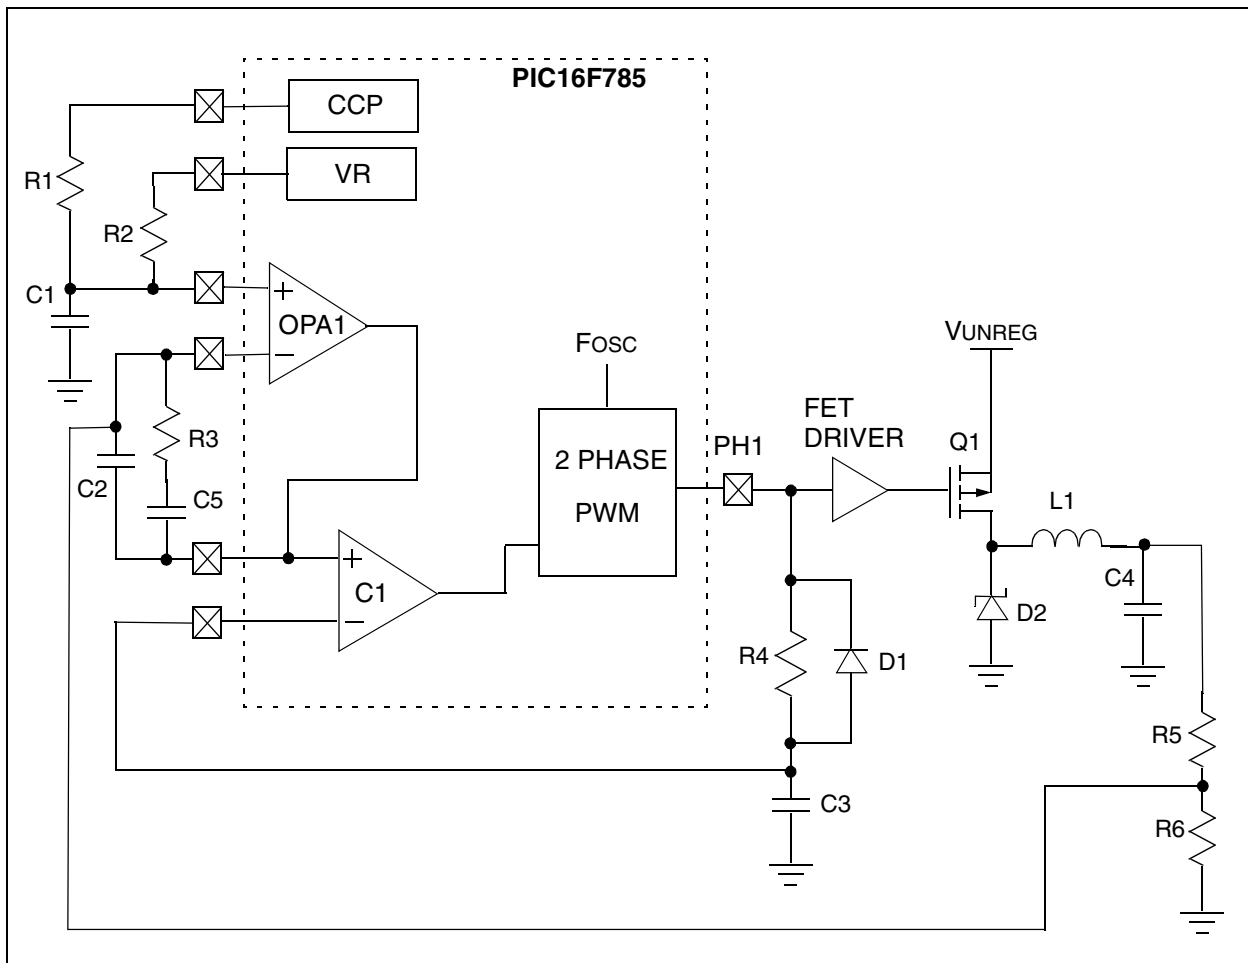 PIC16F785
CCP
VR
R1
R2
C1
+
OPA1
−
FOSC
VUNREG
FET
DRIVER
Q1
R3
C2
C5
2 PHASE
PWM
PH1
L1
+
C1
−
C4
D2
R4
D1
R5
C3
R6